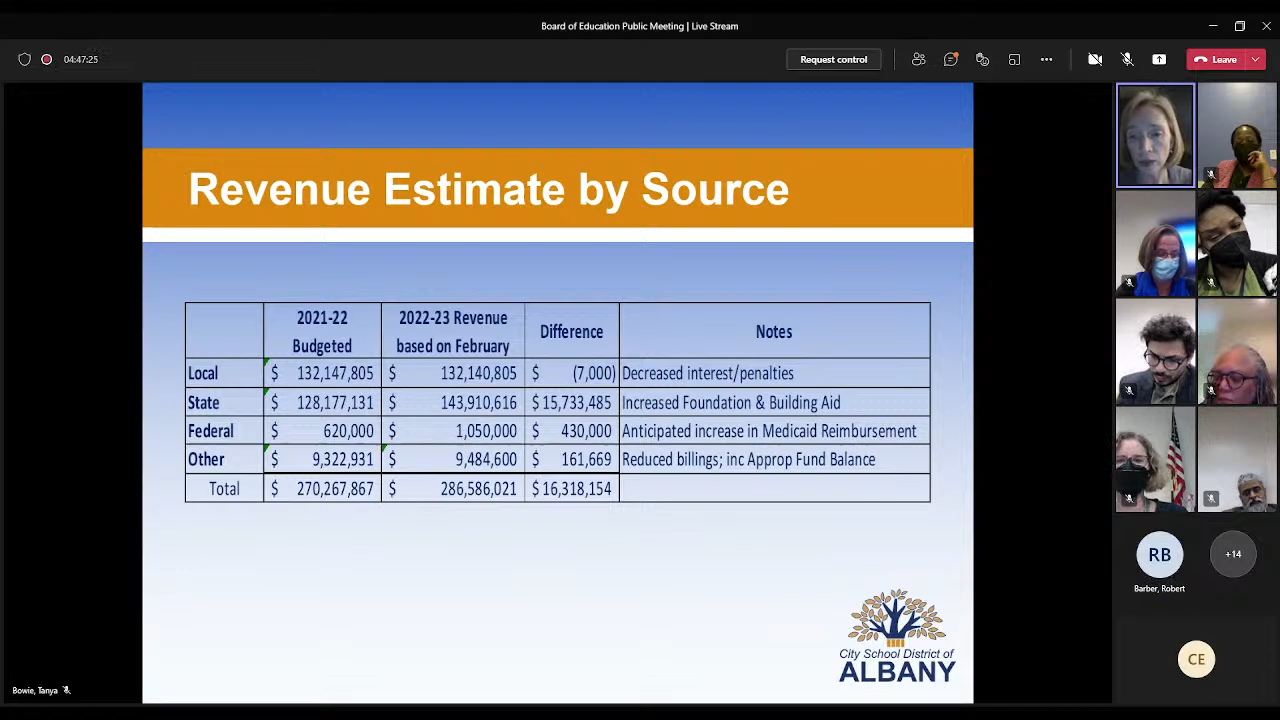 Board of Education Public Meeting | Live Stream
04:47:25
Request control
Leave
Revenue Estimate by Source
2021-22 Budgeted
2022-23 Revenue based on February
Difference
Notes
Local $ 132,147,805 $ 132,140,805 $ (7,000) Decreased interest/penalties
State $ 128,177,131 $ 143,910,616 $ 15,733,485 Increased Foundation & Building Aid
Federal $ 620,000 $ 1,050,000 $ 430,000 Anticipated increase in Medicaid Reimbursement
Other $ 9,322,931 $ 9,484,600 $ 161,669 Reduced billings; inc Approp Fund Balance
Total $ 270,267,867 $ 286,586,021 $ 16,318,154
City School District of
ALBANY
RB
+14
Barber, Robert
CE
Bowie, Tanya